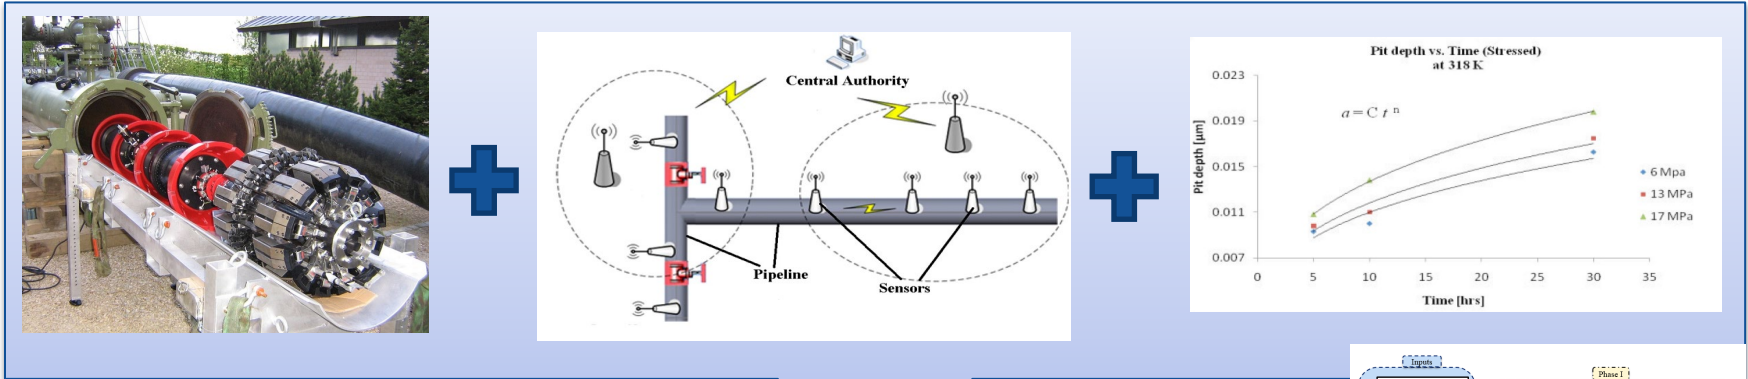 Central Authority
Pipeline
Sensors
Pit depth vs. Time (Stressed)
at 318 K
a = C t n
Pit depth [µm]
0.023
0.019
0.015
0.011
0.007
0
5
10
15
20
25
30
35
Time [hrs]
6 Mpa
13 MPa
17 MPa
Inputs
Phase I